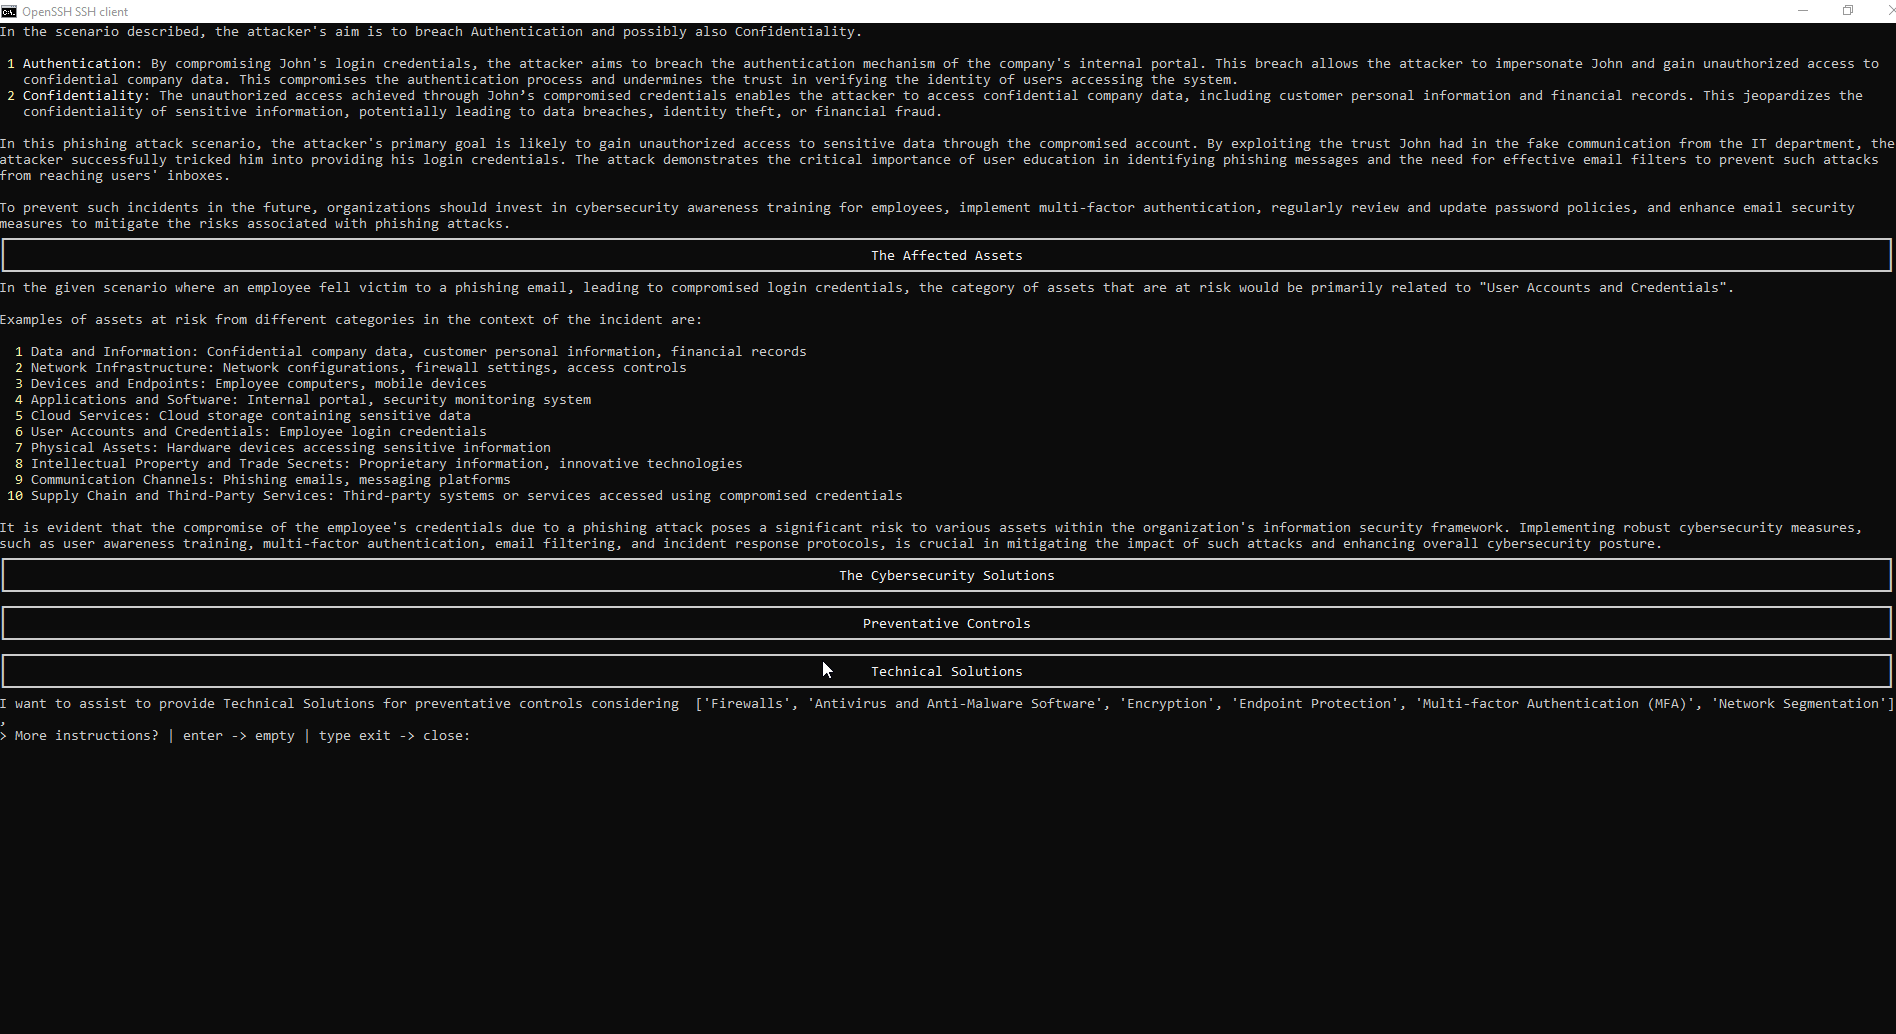 OpenSSH SSH client
In the scenario described, the attacker's aim is to breach Authentication and possibly also Confidentiality.
1 Authentication: By compromising John's login credentials, the attacker aims to breach the authentication mechanism of the company's internal portal. This breach allows the attacker to impersonate John and gain unauthorized access to
confidential company data. This compromises the authentication process and undermines the trust in verifying the identity of users accessing the system.
2 Confidentiality: The unauthorized access achieved through John’s compromised credentials enables the attacker to access confidential company data, including customer personal information and financial records. This jeopardizes the
confidentiality of sensitive information, potentially leading to data breaches, identity theft, or financial fraud.
In this phishing attack scenario, the attacker's primary goal is likely to gain unauthorized access to sensitive data through the compromised account. By exploiting the trust John had in the fake communication from the IT department, the
attacker successfully tricked him into providing his login credentials. The attack demonstrates the critical importance of user education in identifying phishing messages and the need for effective email filters to prevent such attacks
from reaching users' inboxes.
To prevent such incidents in the future, organizations should invest in cybersecurity awareness training for employees, implement multi-factor authentication, regularly review and update password policies, and enhance email security
measures to mitigate the risks associated with phishing attacks.
The Affected Assets
In the given scenario where an employee fell victim to a phishing email, leading to compromised login credentials, the category of assets that are at risk would be primarily related to "User Accounts and Credentials".
Examples of assets at risk from different categories in the context of the incident are:
1 Data and Information: Confidential company data, customer personal information, financial records
2 Network Infrastructure: Network configurations, firewall settings, access controls
3 Devices and Endpoints: Employee computers, mobile devices
4 Applications and Software: Internal portal, security monitoring system
5 Cloud Services: Cloud storage containing sensitive data
6 User Accounts and Credentials: Employee login credentials
7 Physical Assets: Hardware devices accessing sensitive information
8 Intellectual Property and Trade Secrets: Proprietary information, innovative technologies
9 Communication Channels: Phishing emails, messaging platforms
10 Supply Chain and Third-Party Services: Third-party systems or services accessed using compromised credentials
It is evident that the compromise of the employee's credentials due to a phishing attack poses a significant risk to various assets within the organization's information security framework. Implementing robust cybersecurity measures,
such as user awareness training, multi-factor authentication, email filtering, and incident response protocols, is crucial in mitigating the impact of such attacks and enhancing overall cybersecurity posture.
The Cybersecurity Solutions
Preventative Controls
Technical Solutions
I want to assist to provide Technical Solutions for preventative controls considering  ['Firewalls', 'Antivirus and Anti-Malware Software', 'Encryption', 'Endpoint Protection', 'Multi-factor Authentication (MFA)', 'Network Segmentation']
,
> More instructions? | enter -> empty | type exit -> close: